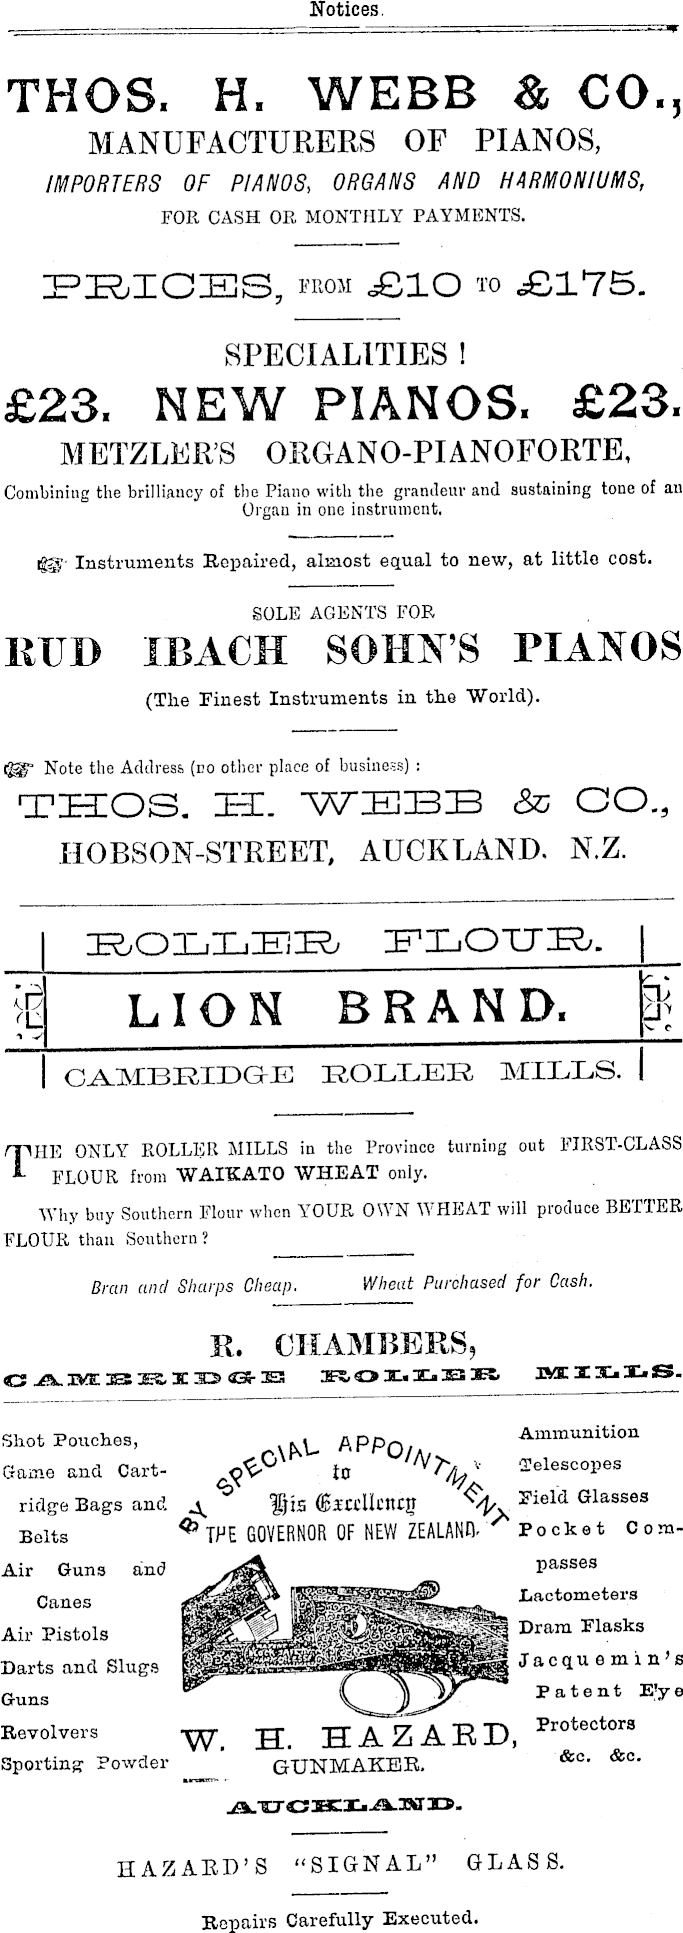 Notices.
THOS. H. WEBB & CO.,
MANUFACTURERS OF PIANOS,
IMPORTERS OF PIANOS, ORGANS AND HARMONIUMS,
FOR CASH OR MONTHLY PAYMENTS.
PRICES, FROM £10 TO £175.
SPECIALITIES !
£23. NEW PIANOS. £23.
METZLER'S ORGANO-PIANOFORTE,
Combining the brilliancy of the Piano with the grandeur and sustaining tone of an
Organ in one instrument.
☞ Instruments Repaired, almost equal to new, at little cost.
SOLE AGENTS FOR
RUD IBACH SOHN'S PIANOS
(The Finest Instruments in the World).
☞ Note the Address (no other place of business) :
THOS. H. WEBB & CO.,
HOBSON-STREET, AUCKLAND. N.Z.
ROLLER FLOUR.
LION BRAND.
CAMBRIDGE ROLLER MILLS.
THE ONLY ROLLER MILLS in the Province turning out FIRST-CLASS
FLOUR from WAIKATO WHEAT only.
Why buy Southern Flour when YOUR OWN WHEAT will produce BETTER
FLOUR than Southern ?
Bran and Sharps Cheap. Wheat Purchased for Cash.
R. CHAMBERS,
CAMBRIDGE ROLLER MILLS.
Shot Pouches,
Game and Cart-
ridge Bags and
Belts
Air Guns and
Canes
Air Pistols
Darts and Slugs
Guns
Revolvers
Sporting Powder
BY SPECIAL APPOINTMENT
to
His Excellency
THE GOVERNOR OF NEW ZEALAND.
W. H. HAZARD,
GUNMAKER.
AUCKLAND.
Ammunition
Telescopes
Field Glasses
Pocket Com-
passes
Lactometers
Dram Flasks
Jacquemin's
Patent Eye
Protectors
&c. &c.
HAZARD'S "SIGNAL" GLASS.
Repairs Carefully Executed.